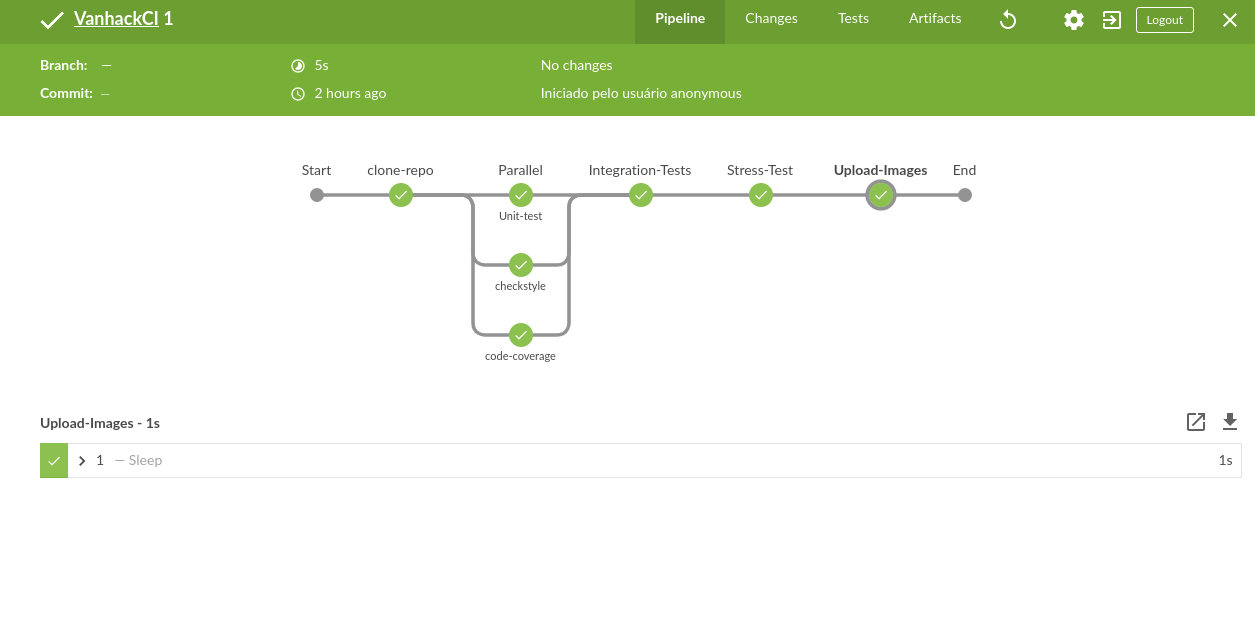 VanhackCI 1
Pipeline Changes Tests Artifacts Logout
Branch: — 5s No changes
Commit: — 2 hours ago Iniciado pelo usuário anonymous
Start clone-repo Parallel Integration-Tests Stress-Test Upload-Images End
Unit-test
checkstyle
code-coverage
Upload-Images - 1s
1 — Sleep 1s